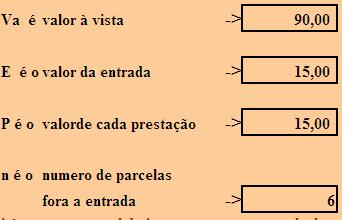 Va é valor à vista -> 90,00
E é o valor da entrada -> 15,00
P é o valorde cada prestação -> 15,00
n é o numero de parcelas
fora a entrada -> 6